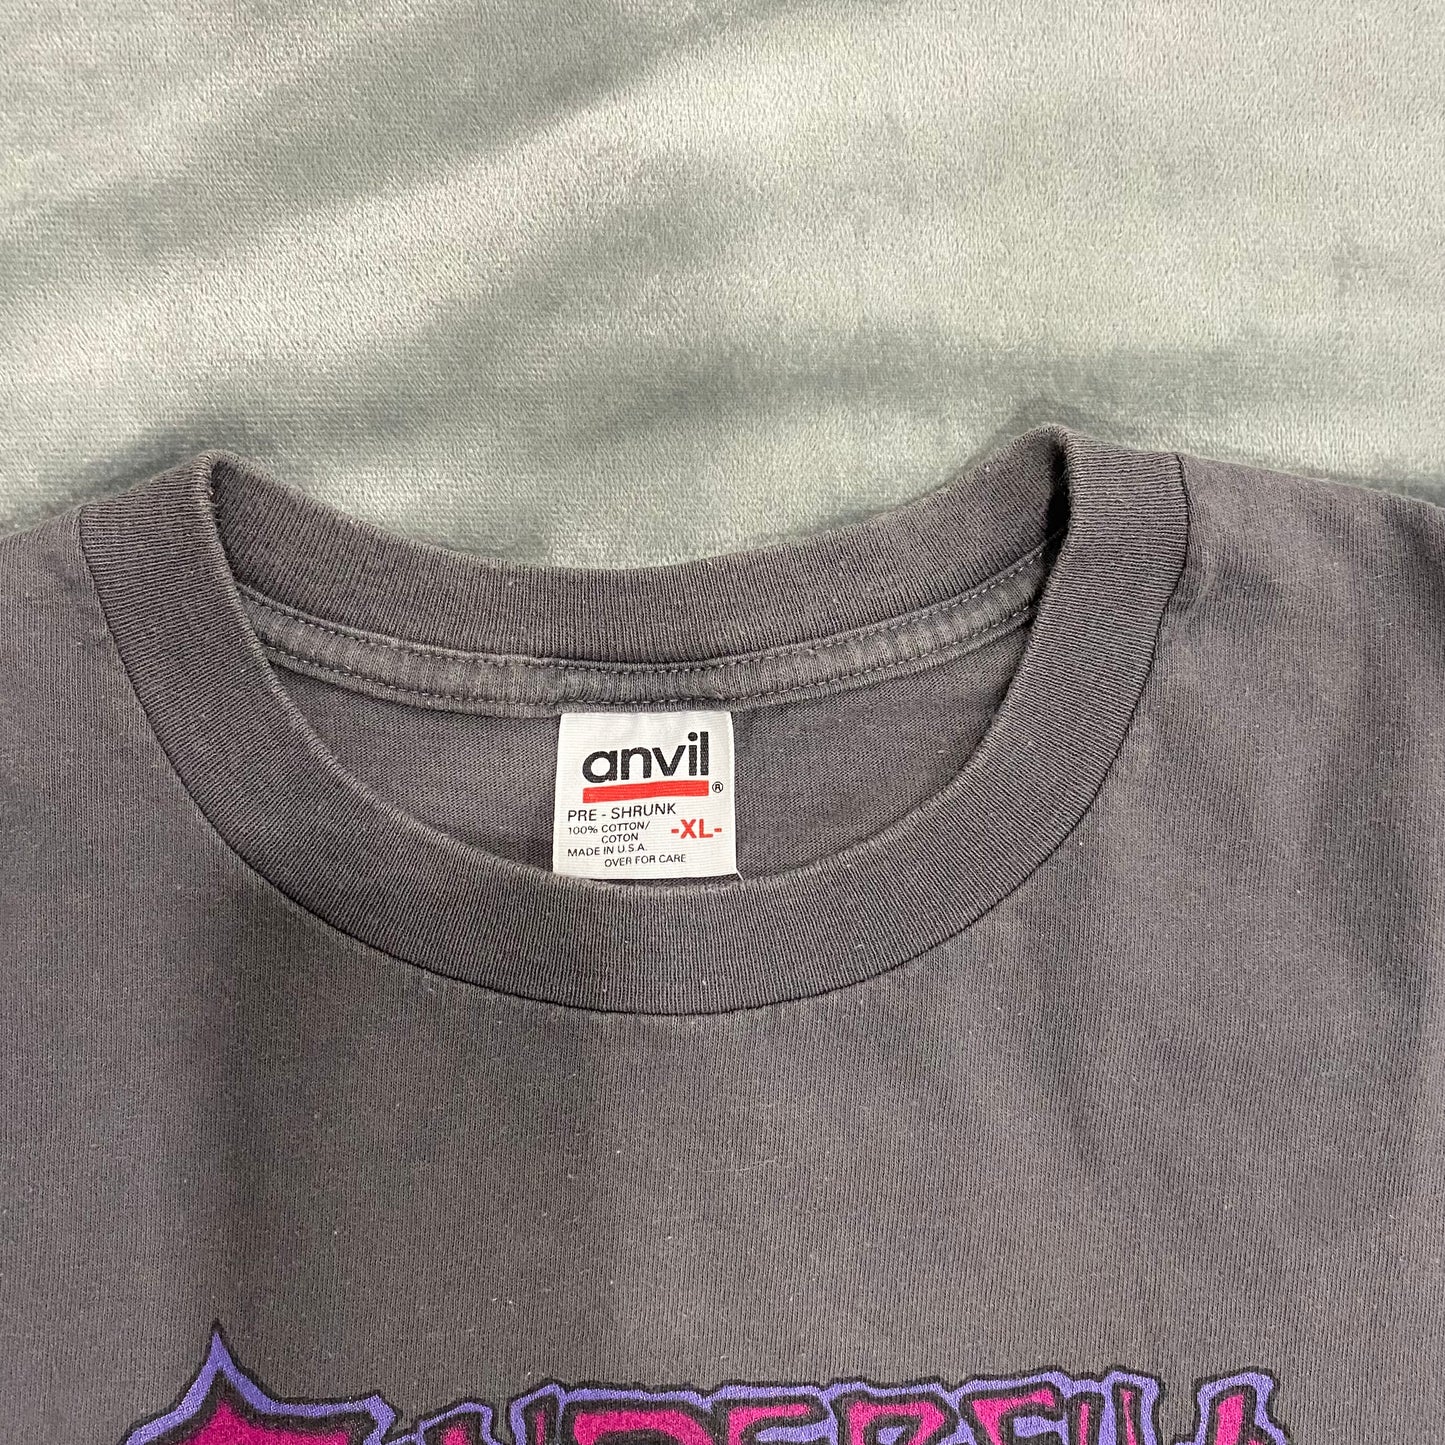 anvil®
PRE - SHRUNK
100% COTTON/
COTON
-XL-
MADE IN U.S.A.
OVER FOR CARE